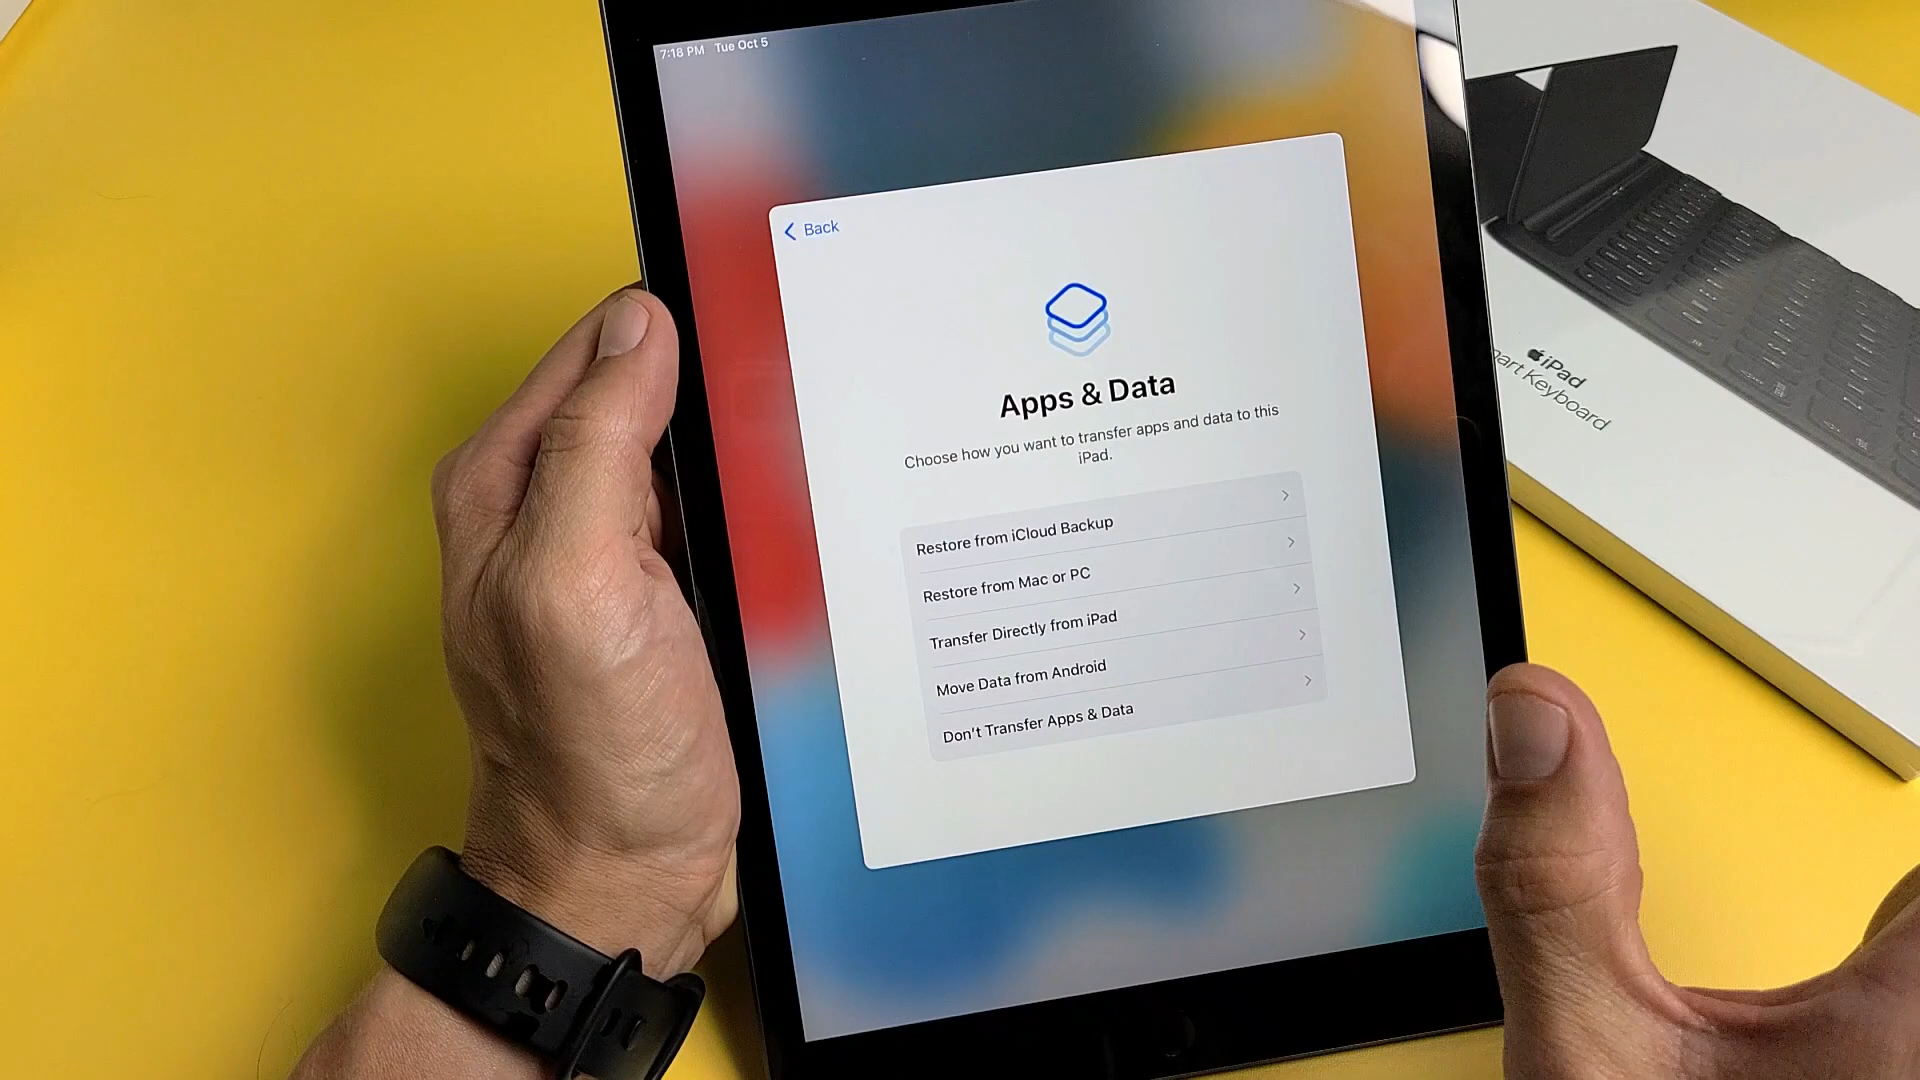 7:18 PM Tue Oct 5
Back
Apps & Data
Choose how you want to transfer apps and data to this
iPad.
Restore from iCloud Backup
Restore from Mac or PC
Transfer Directly from iPad
Move Data from Android
Don't Transfer Apps & Data
iPad
Keyboard